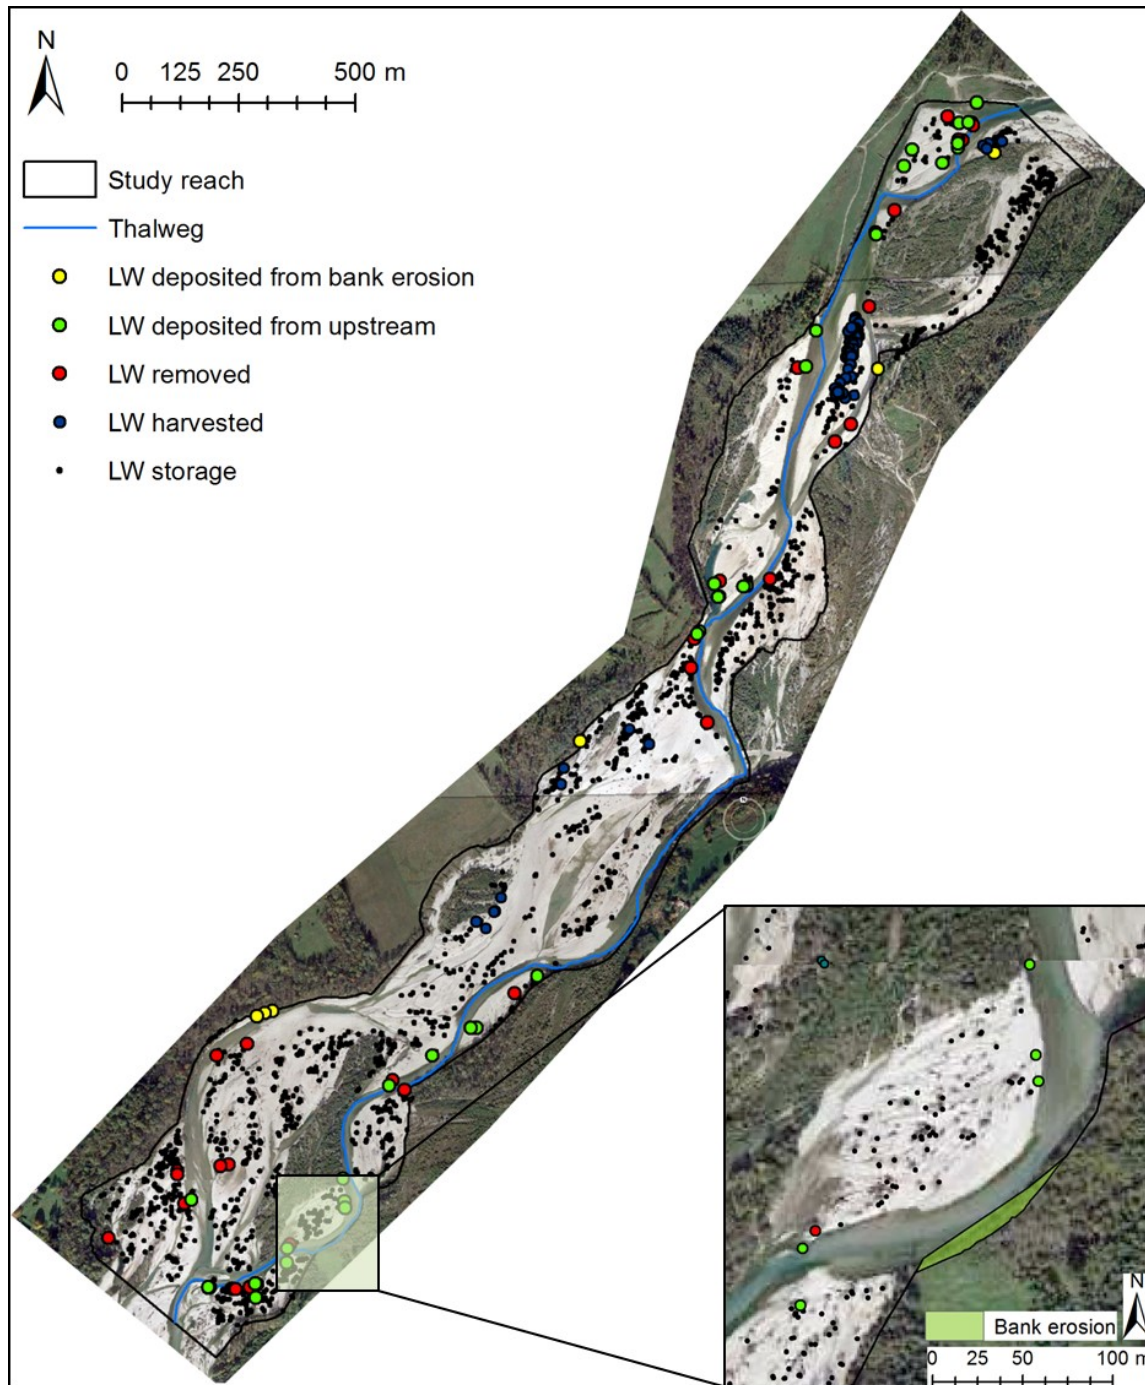 N
0 125 250 500 m
Study reach
Thalweg
LW deposited from bank erosion
LW deposited from upstream
LW removed
LW harvested
LW storage
N
Bank erosion
0 25 50 100 m